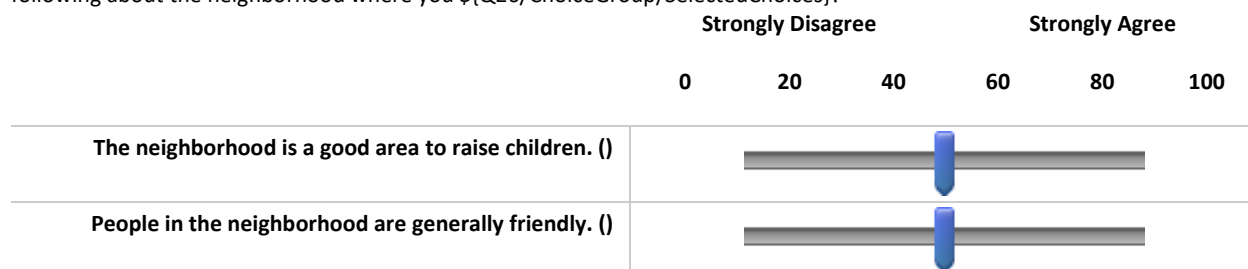 following about the neighborhood where you ${Q20/ChoiceGroup/SelectedChoices}?
Strongly Disagree Strongly Agree
0 20 40 60 80 100
The neighborhood is a good area to raise children. ()
People in the neighborhood are generally friendly. ()